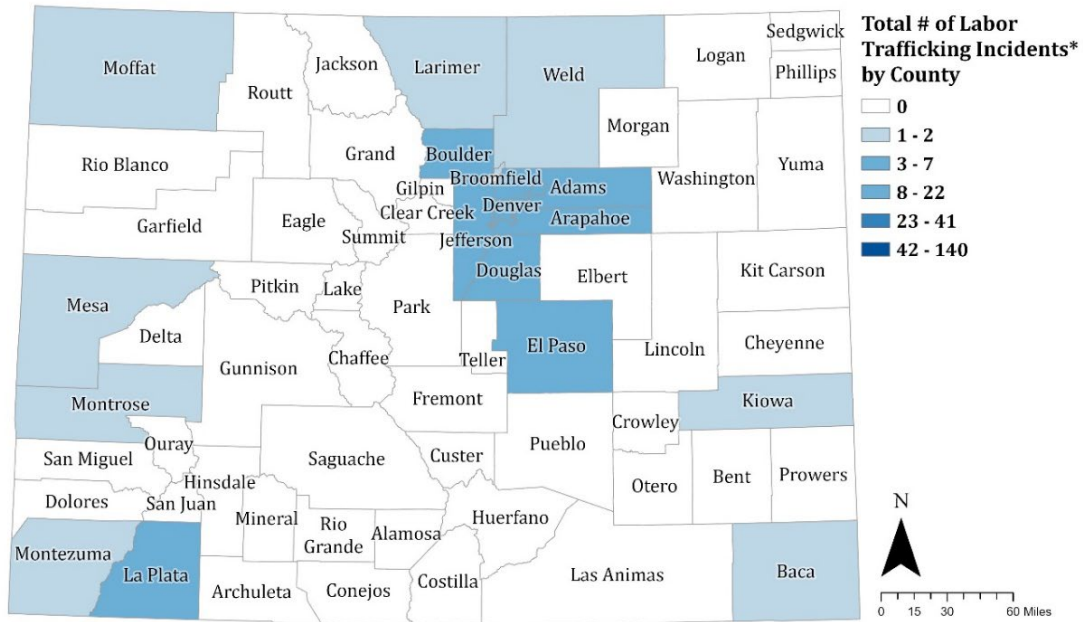 Total # of Labor
Trafficking Incidents*
by County
0
1 - 2
3 - 7
8 - 22
23 - 41
42 - 140
Moffat
Routt
Jackson
Larimer
Weld
Logan
Sedgwick
Phillips
Morgan
Rio Blanco
Grand
Boulder
Broomfield
Adams
Washington
Yuma
Garfield
Eagle
Gilpin
Clear Creek
Summit
Denver
Arapahoe
Jefferson
Douglas
Elbert
Kit Carson
Mesa
Pitkin
Lake
Park
Delta
Gunnison
Chaffee
Teller
El Paso
Lincoln
Cheyenne
Montrose
Fremont
Kiowa
Crowley
Ouray
San Miguel
Saguache
Custer
Pueblo
Otero
Bent
Prowers
Hinsdale
Dolores
San Juan
Mineral
Rio
Grande
Alamosa
Huerfano
Montezuma
La Plata
Archuleta
Conejos
Costilla
Las Animas
Baca
N
0 15 30 60 Miles